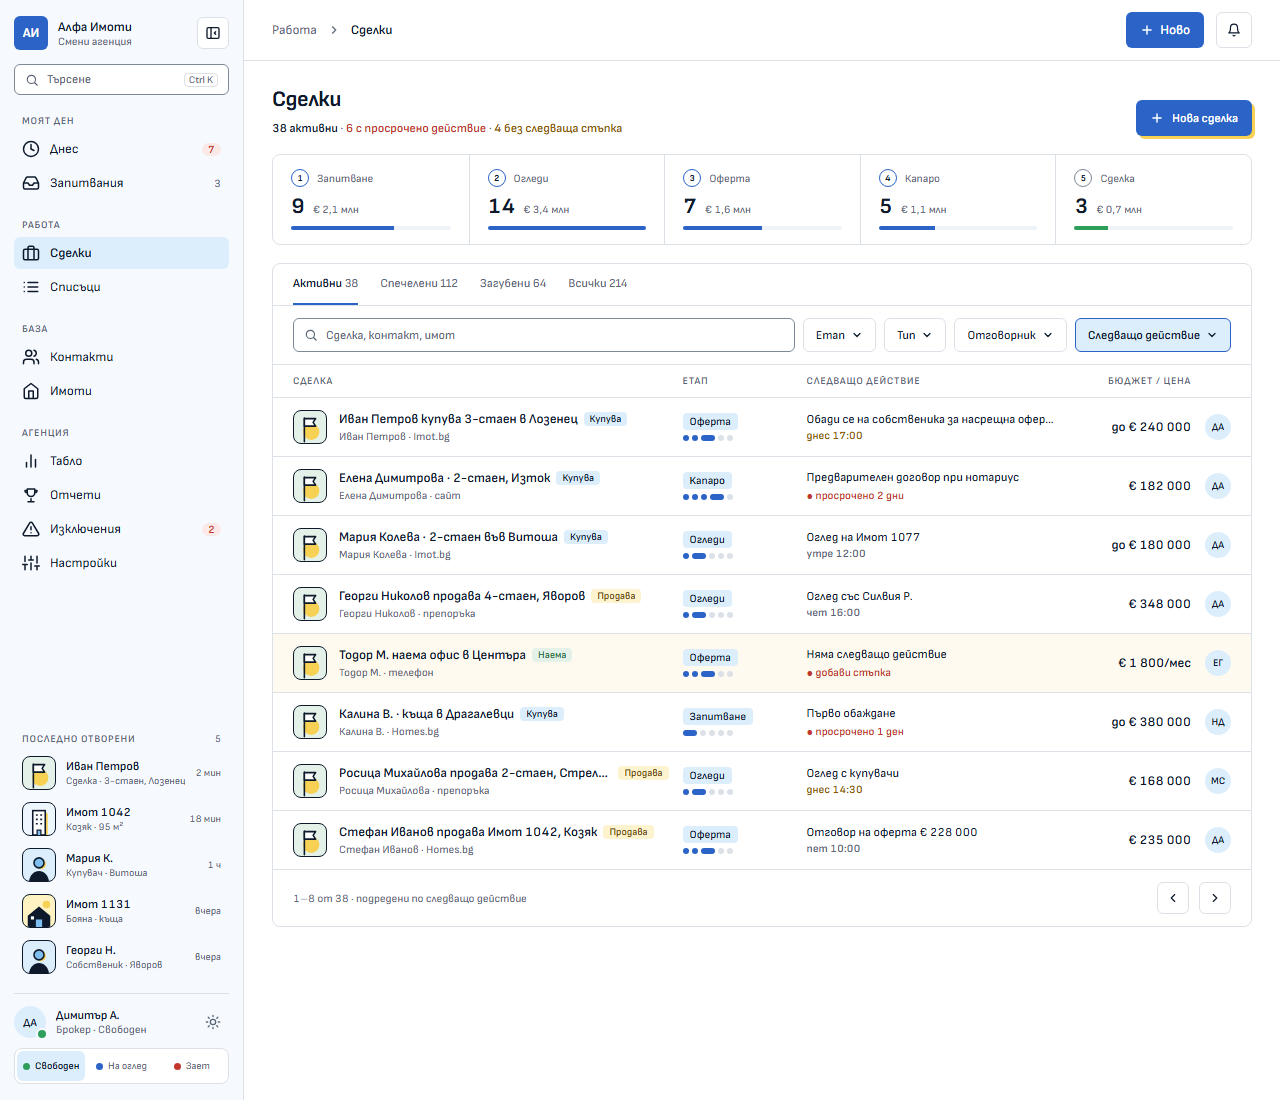 АИ
Алфа Имоти
Смени агенция
Търсене
Ctrl K
МОЯТ ДЕН
Днес 7
Запитвания 3
РАБОТА
Сделки
Списъци
БАЗА
Контакти
Имоти
АГЕНЦИЯ
Табло
Отчети
Изключения 2
Настройки
ПОСЛЕДНО ОТВОРЕНИ 5
Иван Петров
Сделка · 3-стаен, Лозенец
2 мин
Имот 1042
Козяк · 95 м²
18 мин
Мария К.
Купувач · Витоша
1 ч
Имот 1131
Бояна · къща
вчера
Георги Н.
Собственик · Яворов
вчера
ДА
Димитър А.
Брокер · Свободен
Свободен
На оглед
Зает
Работа
Сделки
Ново
Сделки
38 активни · 6 с просрочено действие · 4 без следваща стъпка
Нова сделка
1 Запитване
9 € 2,1 млн
2 Огледи
14 € 3,4 млн
3 Оферта
7 € 1,6 млн
4 Капаро
5 € 1,1 млн
5 Сделка
3 € 0,7 млн
Активни 38
Спечелени 112
Загубени 64
Всички 214
Сделка, контакт, имот
Етап
Тип
Отговорник
Следващо действие
СДЕЛКА
ЕТАП
СЛЕДВАЩО ДЕЙСТВИЕ
БЮДЖЕТ / ЦЕНА
Иван Петров купува 3-стаен в Лозенец Купува
Иван Петров · Imot.bg
Оферта
Обади се на собственика за насрещна офер...
днес 17:00
до € 240 000
ДА
Елена Димитрова · 2-стаен, Изток Купува
Елена Димитрова · сайт
Капаро
Предварителен договор при нотариус
просрочено 2 дни
€ 182 000
ДА
Мария Колева · 2-стаен във Витоша Купува
Мария Колева · Imot.bg
Огледи
Оглед на Имот 1077
утре 12:00
до € 180 000
ДА
Георги Николов продава 4-стаен, Яворов Продава
Георги Николов · препоръка
Огледи
Оглед със Силвия Р.
чет 16:00
€ 348 000
ДА
Тодор М. наема офис в Центъра Наема
Тодор М. · телефон
Оферта
Няма следващо действие
добави стъпка
€ 1 800/мес
ЕГ
Калина В. · къща в Драгалевци Купува
Калина В. · Homes.bg
Запитване
Първо обаждане
просрочено 1 ден
до € 380 000
НД
Росица Михайлова продава 2-стаен, Стрел... Продава
Росица Михайлова · препоръка
Огледи
Оглед с купувачи
днес 14:30
€ 168 000
МС
Стефан Иванов продава Имот 1042, Козяк Продава
Стефан Иванов · Homes.bg
Оферта
Отговор на оферта € 228 000
пет 10:00
€ 235 000
ДА
1–8 от 38 · подредени по следващо действие